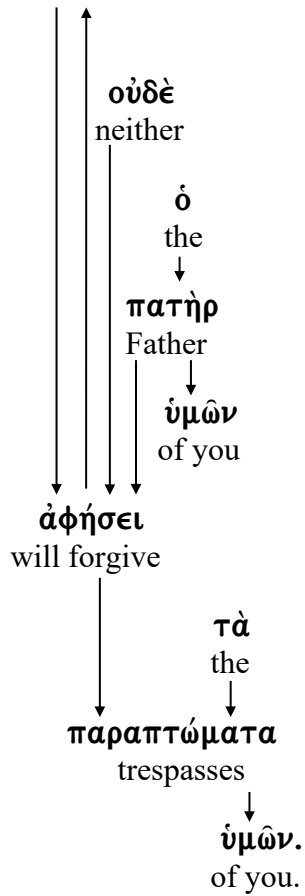 οὐδὲ
neither
ὁ
the
πατὴρ
Father
ὑμῶν
of you
ἀφήσει
will forgive
τὰ
the
παραπτώματα
trespasses
ὑμῶν.
of you.